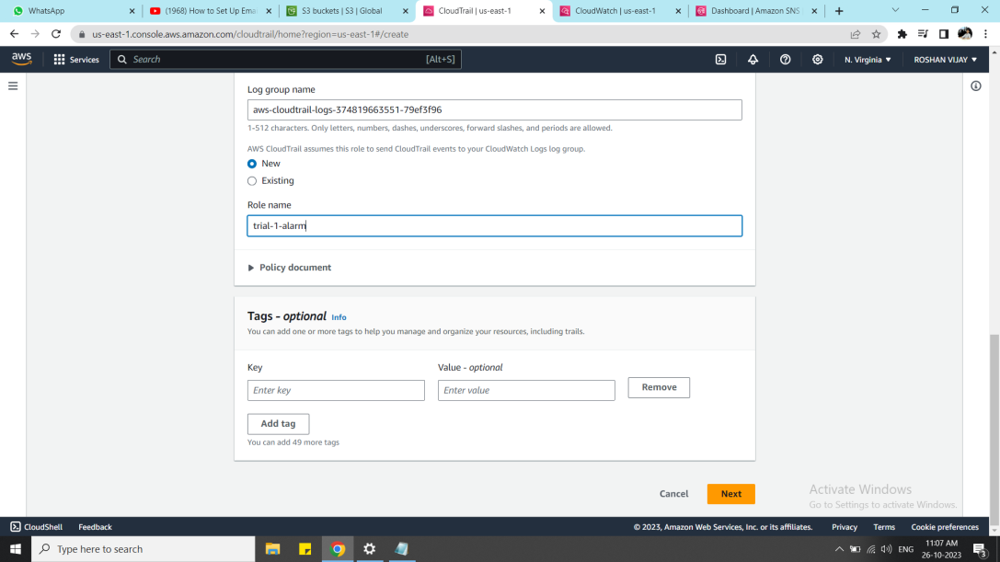 WhatsApp
(1968) How to Set Up Emai
S3 buckets | S3 | Global
CloudTrail | us-east-1
CloudWatch | us-east-1
Dashboard | Amazon SNS
us-east-1.console.aws.amazon.com/cloudtrail/home?region=us-east-1#/create
aws
Services
Search
[Alt+S]
N. Virginia
ROSHAN VIJAY
Log group name
aws-cloudtrail-logs-374819663551-79ef3f96
1-512 characters. Only letters, numbers, dashes, underscores, forward slashes, and periods are allowed.
AWS CloudTrail assumes this role to send CloudTrail events to your CloudWatch Logs log group.
New
Existing
Role name
trial-1-alarm
Policy document
Tags - optional Info
You can add one or more tags to help you manage and organize your resources, including trails.
Key
Value - optional
Enter key
Enter value
Remove
Add tag
You can add 49 more tags
Cancel
Next
Activate Windows
Go to Settings to activate Windows.
CloudShell
Feedback
© 2023, Amazon Web Services, Inc. or its affiliates.
Privacy
Terms
Cookie preferences
Type here to search
ENG
11:07 AM
26-10-2023
3